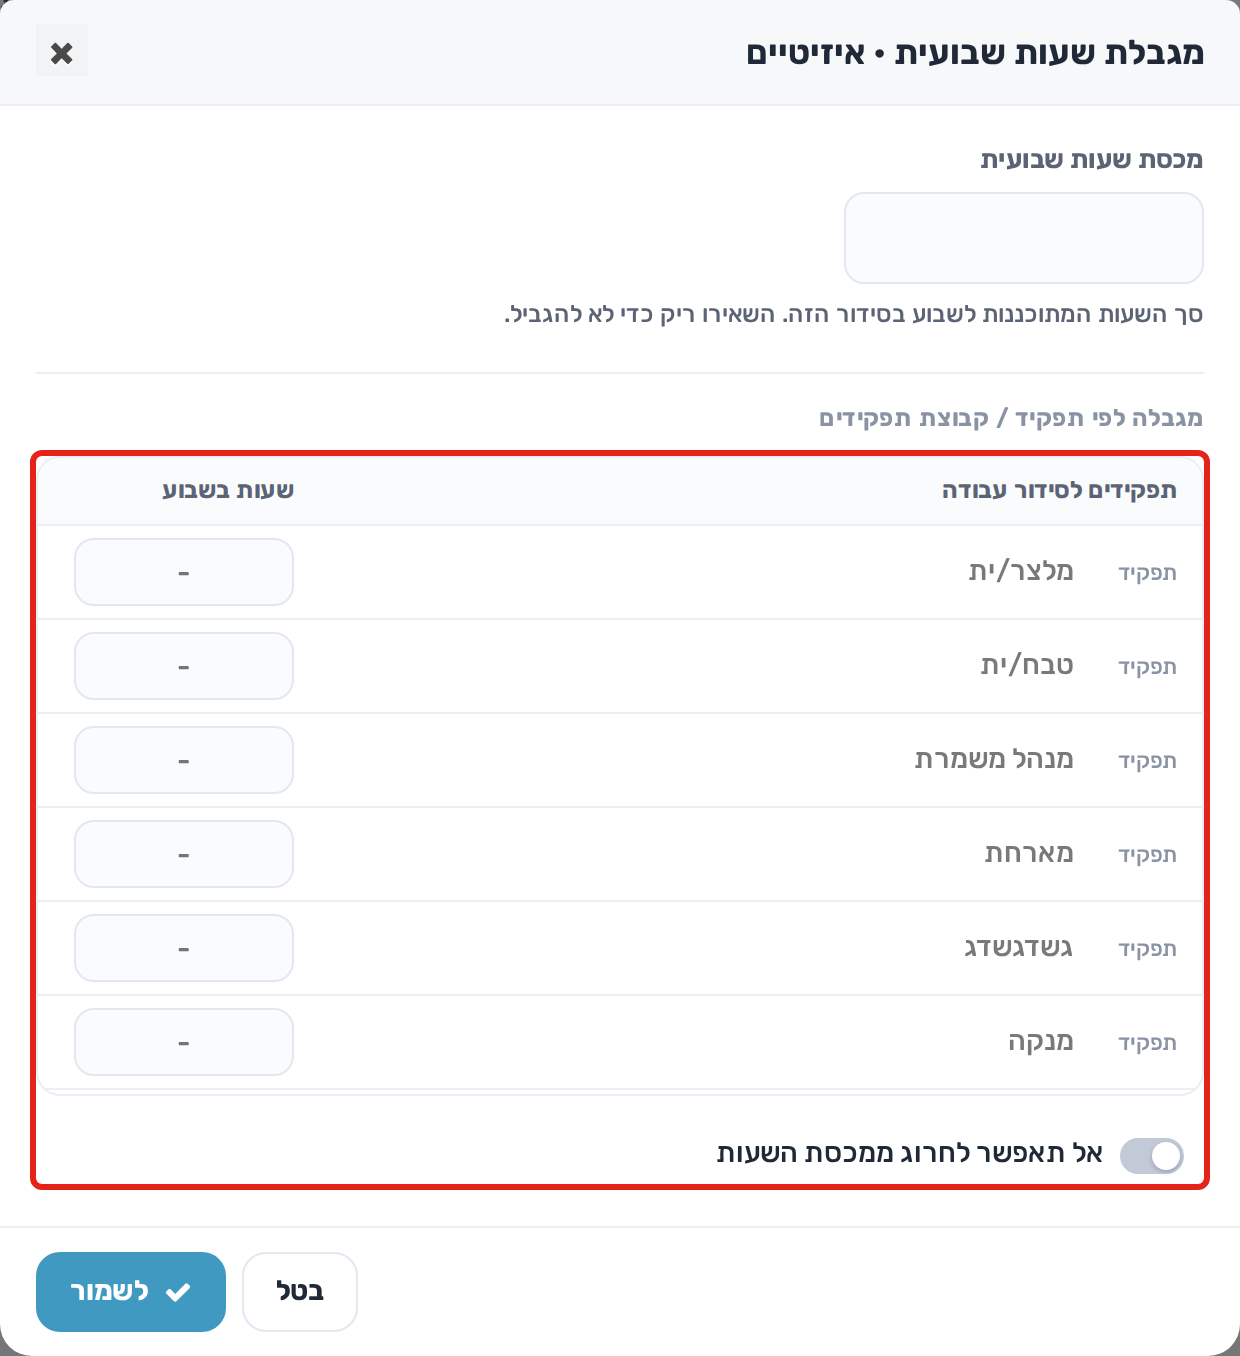 מגבלת שעות שבועית • איזיטיים
מכסת שעות שבועית
סך השעות המתוכננות לשבוע בסידור הזה. השאירו ריק כדי לא להגביל.
מגבלה לפי תפקיד / קבוצת תפקידים
תפקידים לסידור עבודה שעות בשבוע
תפקיד מלצר/ית -
תפקיד טבח/ית -
תפקיד מנהל משמרת -
תפקיד מארחת -
תפקיד גשדגשדג -
תפקיד מנקה -
אל תאפשר לחרוג ממכסת השעות
בטל לשמור